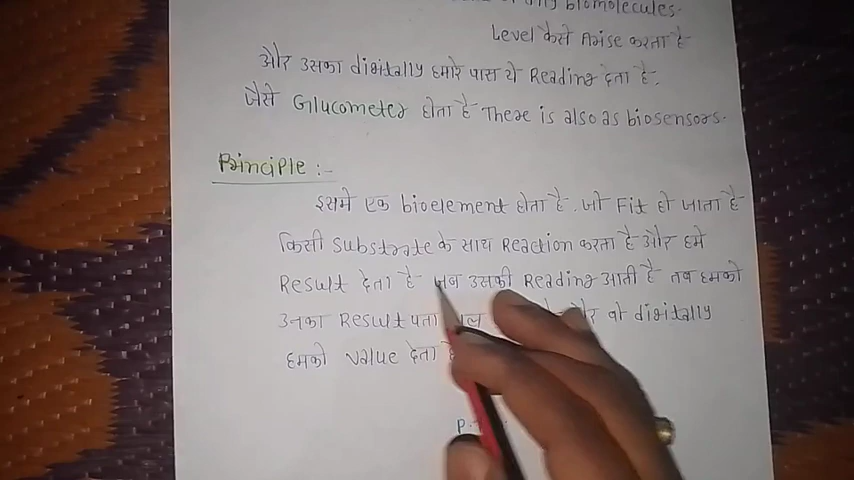 any biomolecules.
Level कैसे Arise करता है
और उसका digitally हमारे पास ये Reading देता है.
जैसे Glucometer होता है There is also as biosensors.
Principle :-
इसमे एक bioelement होता है. जो Fit हो जाता है
किसी substrate के साथ Reaction करता है और हमे
Result देता है जब उसकी Reading आती है तब हमको
उनका Result पता और वो digitally
हमको value देता है